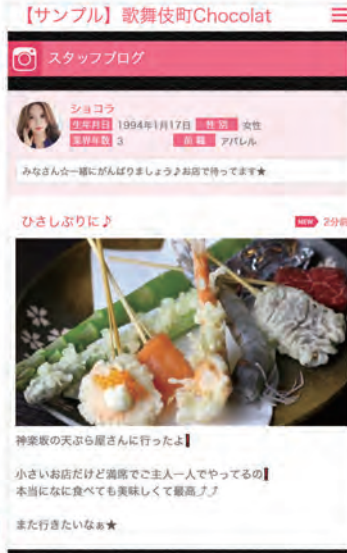 【サンプル】歌舞伎町Chocolat
スタッフブログ
ショコラ
生年月日 1994年1月17日 性別 女性
業界年数 3 前職 アパレル
みなさん☆一緒にがんばりましょう♪お店で待ってます★
ひさしぶりに♪ NEW 2分前
神楽坂の天ぷら屋さんに行ったよ
小さいお店だけど満席でご主人一人でやってるの
本当になに食べても美味しくて最高⤴⤴
また行きたいなぁ★